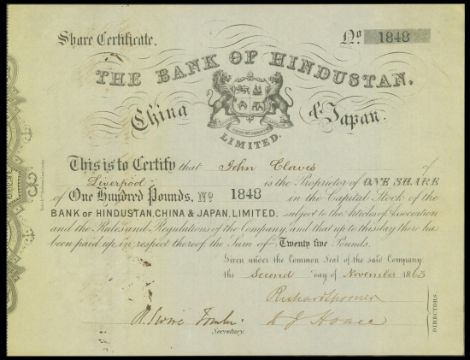 Share Certificate. No 1848
THE BANK OF HINDUSTAN.
China & Japan.
LIMITED.
This is to Certify that John Clavis of
Liverpool is the Proprietor of ONE SHARE
of One Hundred Pounds, No 1848 in the Capital Stock of the
BANK OF HINDUSTAN, CHINA & JAPAN, LIMITED. subject to the Articles of Association
and the Rules and Regulations of the Company, and that up to this day there has
been paid up in respect thereof the Sum of Twenty five Pounds.
Given under the Common Seal of the said Company
the Second day of November 1863
Richard Spooner
Secretary.
DIRECTORS